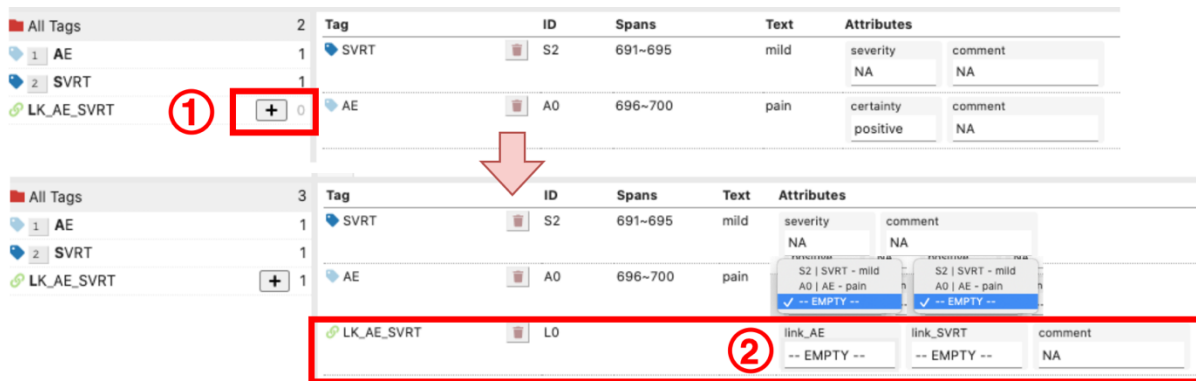 All Tags 2 Tag ID Spans Text Attributes
1 AE 1 SVRT S2 691~695 mild severity comment
NA NA
2 SVRT 1
LK_AE_SVRT ① + 0 AE A0 696~700 pain certainty comment
positive NA
All Tags 3 Tag ID Spans Text Attributes
1 AE 1 SVRT S2 691~695 mild severity comment
NA NA
2 SVRT 1
positive NA positive NA
LK_AE_SVRT + 1 AE A0 696~700 pain S2 | SVRT - mild S2 | SVRT - mild
A0 | AE - pain A0 | AE - pain
✓ -- EMPTY -- ✓ -- EMPTY --
LK_AE_SVRT L0 ② link_AE link_SVRT comment
-- EMPTY -- -- EMPTY -- NA